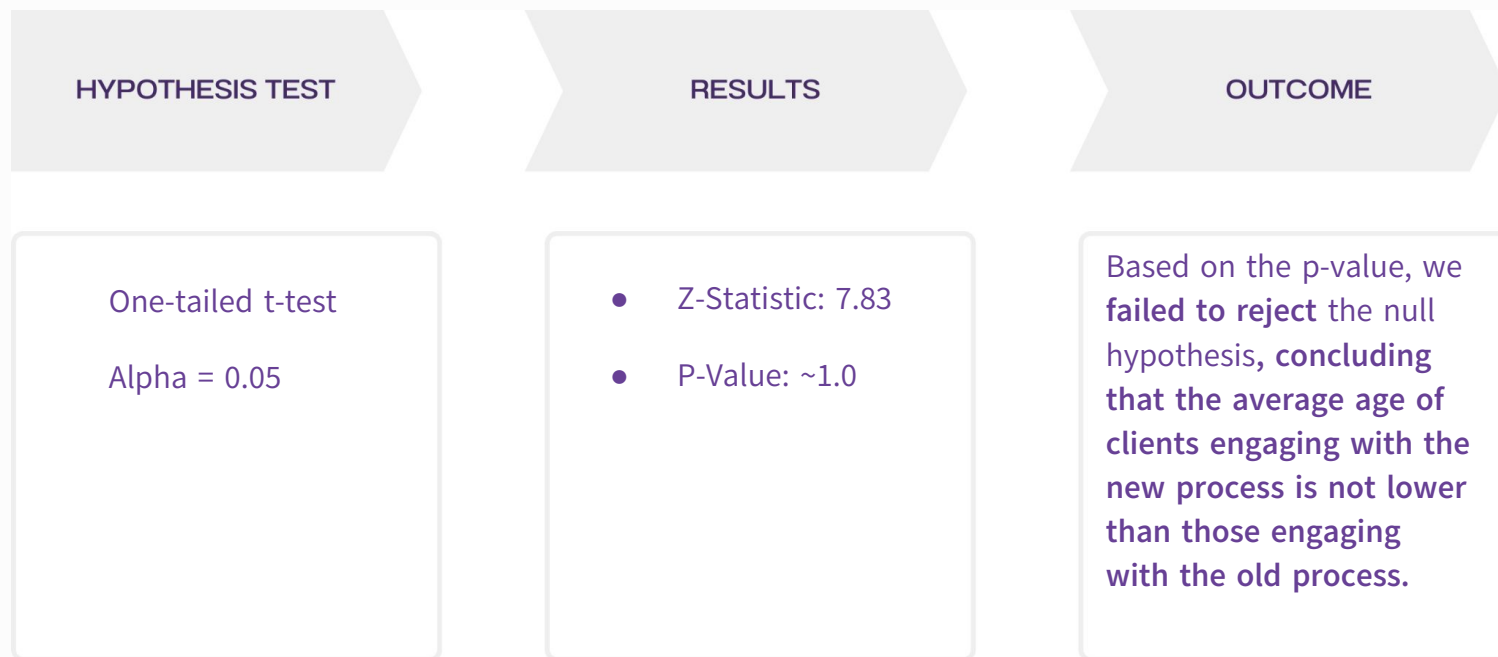 HYPOTHESIS TEST
RESULTS
OUTCOME
One-tailed t-test
Alpha = 0.05
● Z-Statistic: 7.83
● P-Value: ~1.0
Based on the p-value, we
failed to reject the null
hypothesis, concluding
that the average age of
clients engaging with the
new process is not lower
than those engaging
with the old process.